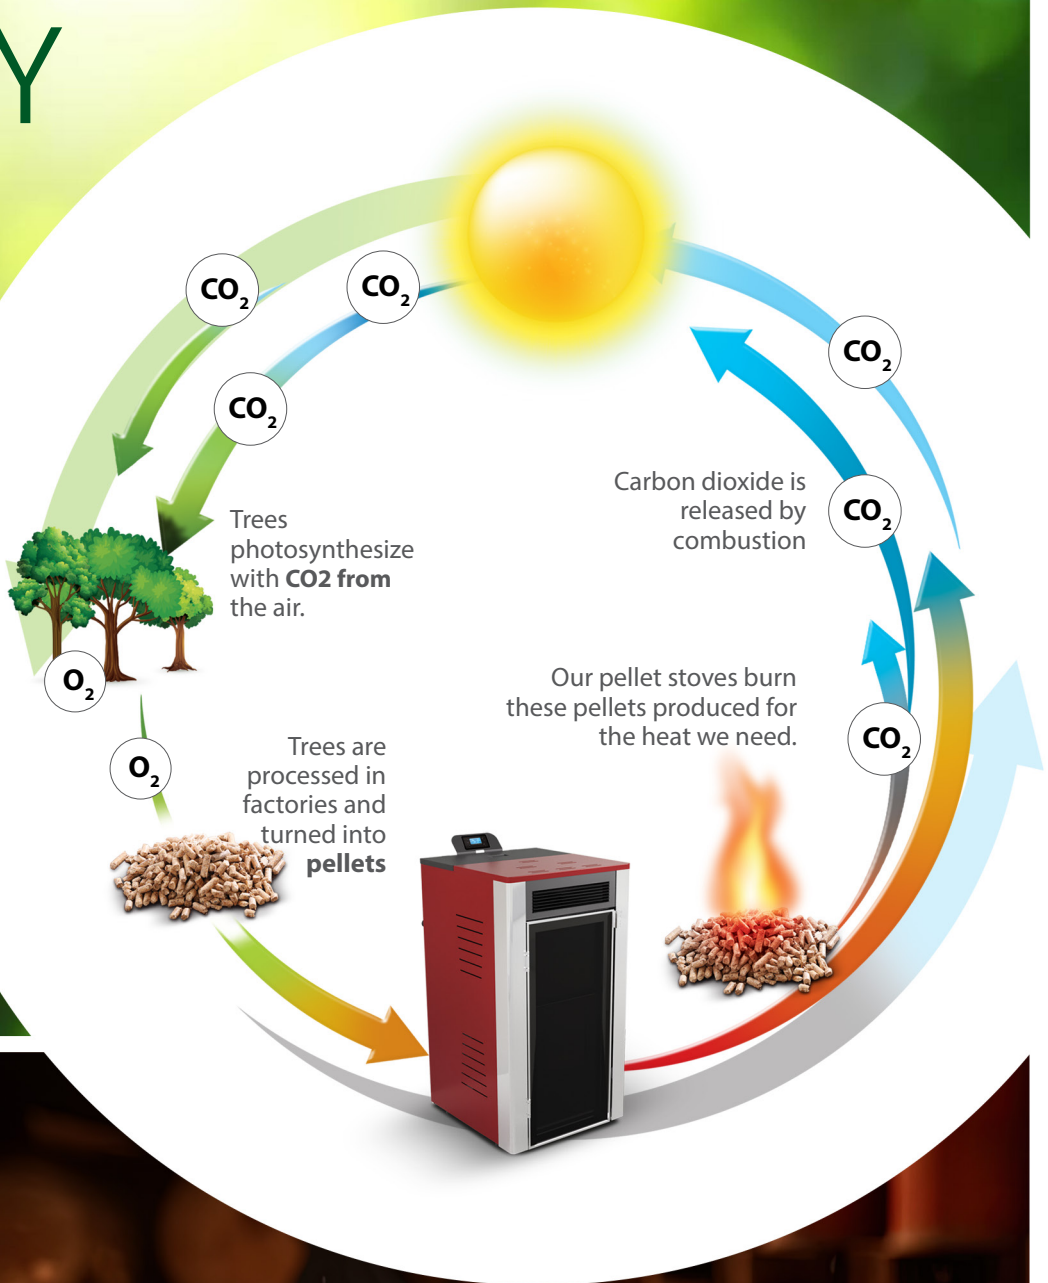 Y
CO2
CO2
CO2
CO2
CO2
CO2
Trees
photosynthesize
with CO2 from
the air.
Carbon dioxide is
released by
combustion
O2
O2
Our pellet stoves burn
these pellets produced for
the heat we need.
Trees are
processed in
factories and
turned into
pellets